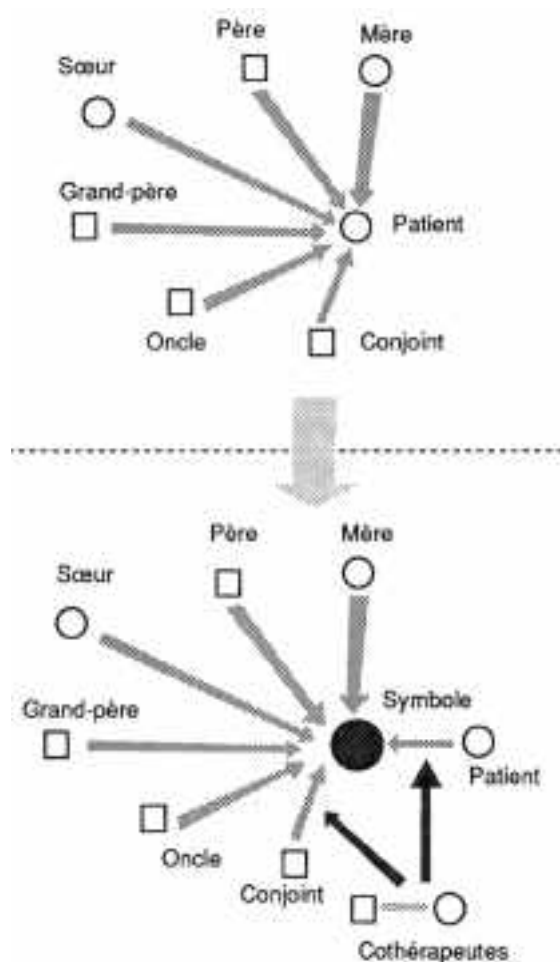 Père
Mère
Sœur
Grand-père
Patient
Oncle
Conjoint
Père
Mère
Sœur
Symbole
Grand-père
Patient
Oncle
Conjoint
Cothérapeutes